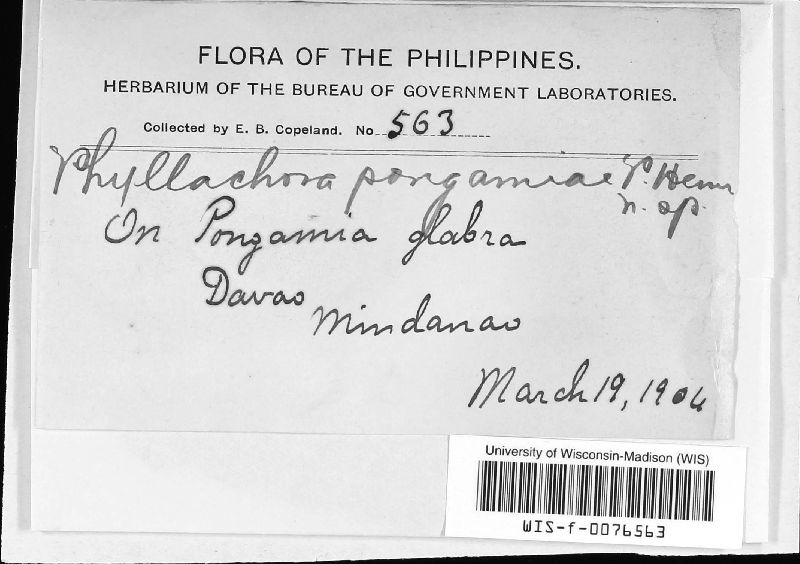 FLORA OF THE PHILIPPINES.
HERBARIUM OF THE BUREAU OF GOVERNMENT LABORATORIES.
Collected by E. B. Copeland. No. 563
Phyllachora pongamiae P. Henn
n. sp.
On Pongamia glabra
Davao
Mindanao
March 19, 1904
University of Wisconsin-Madison (WIS)
WIS-f-0076563